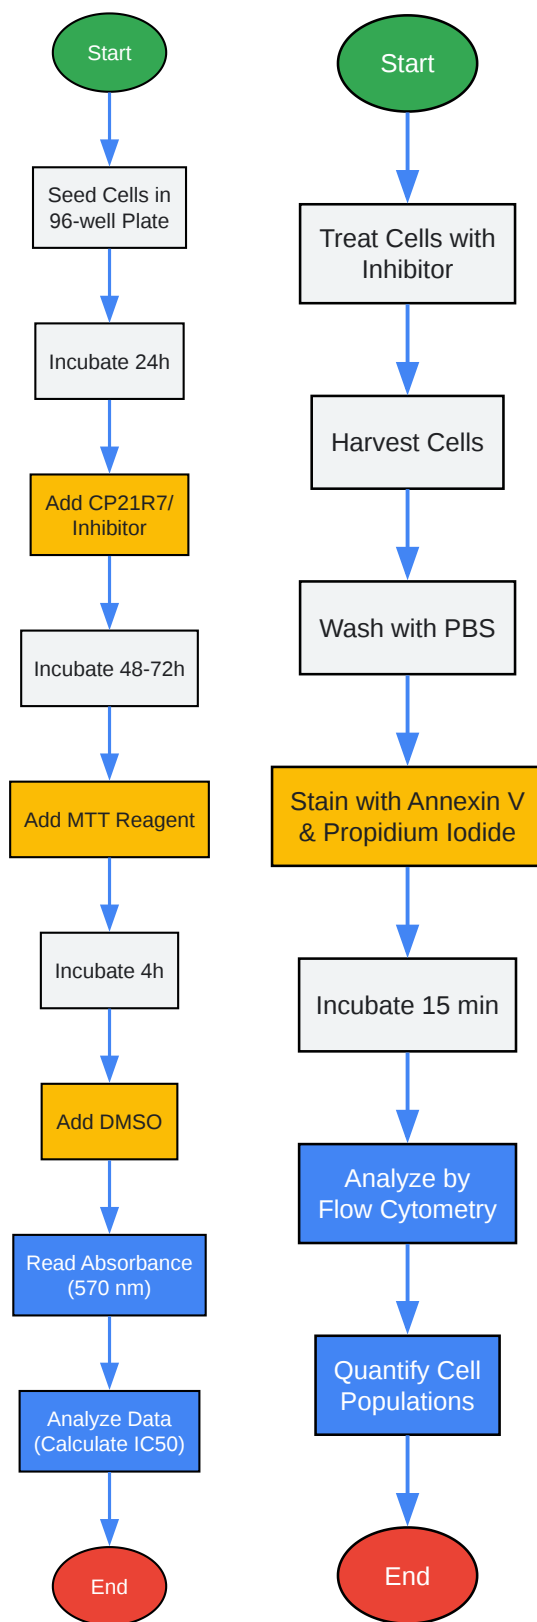 Start
Seed Cells in
96-well Plate
Incubate 24h
Add CP21R7/
Inhibitor
Incubate 48-72h
Add MTT Reagent
Incubate 4h
Add DMSO
Read Absorbance
(570 nm)
Analyze Data
(Calculate IC50)
End
Start
Treat Cells with
Inhibitor
Harvest Cells
Wash with PBS
Stain with Annexin V
& Propidium Iodide
Incubate 15 min
Analyze by
Flow Cytometry
Quantify Cell
Populations
End